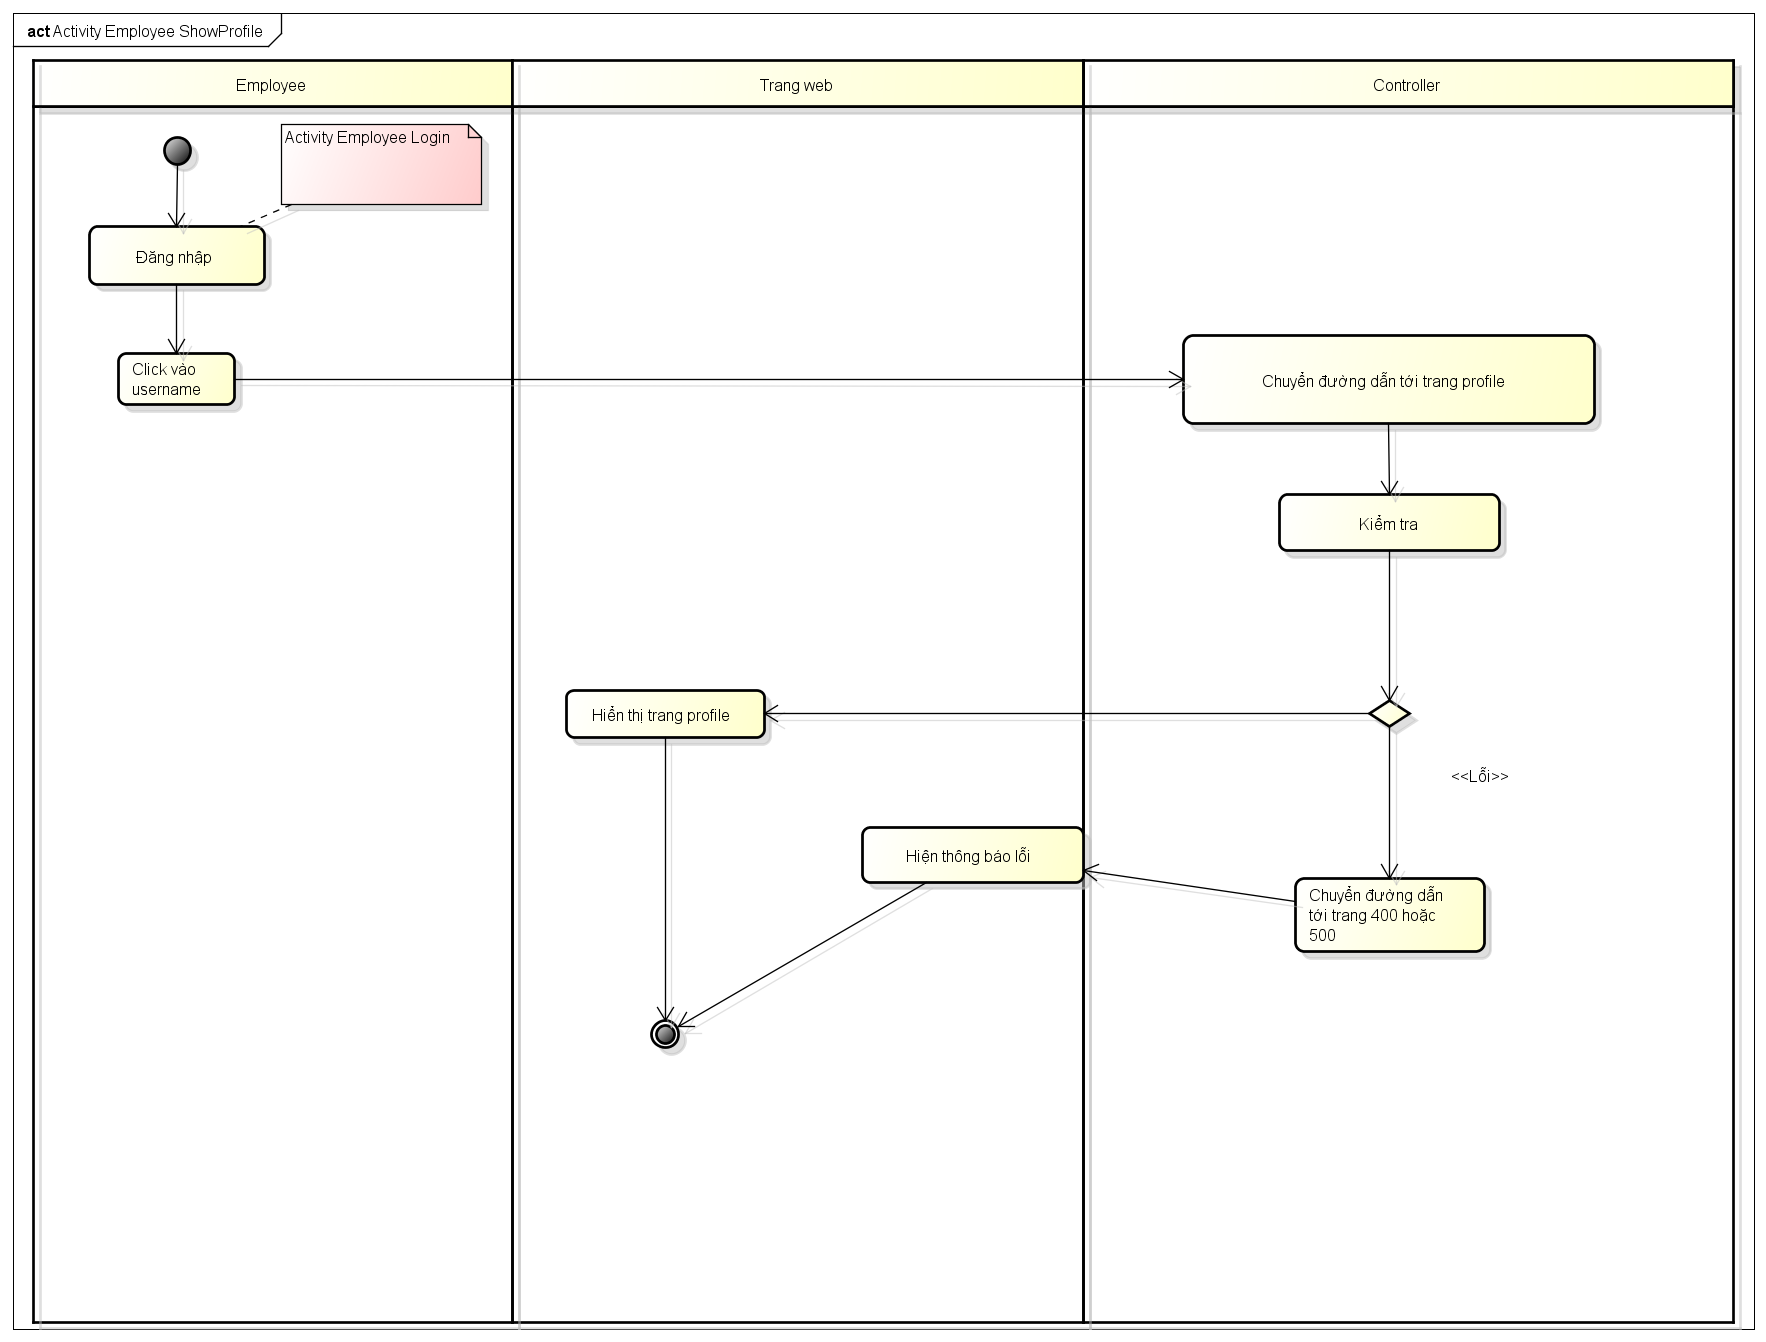 act Activity Employee ShowProfile
Employee
Trang web
Controller
Activity Employee Login
Đăng nhập
Click vào
username
Chuyển đường dẫn tới trang profile
Kiểm tra
Hiển thị trang profile
<<Lỗi>>
Hiện thông báo lỗi
Chuyển đường dẫn
tới trang 400 hoặc
500